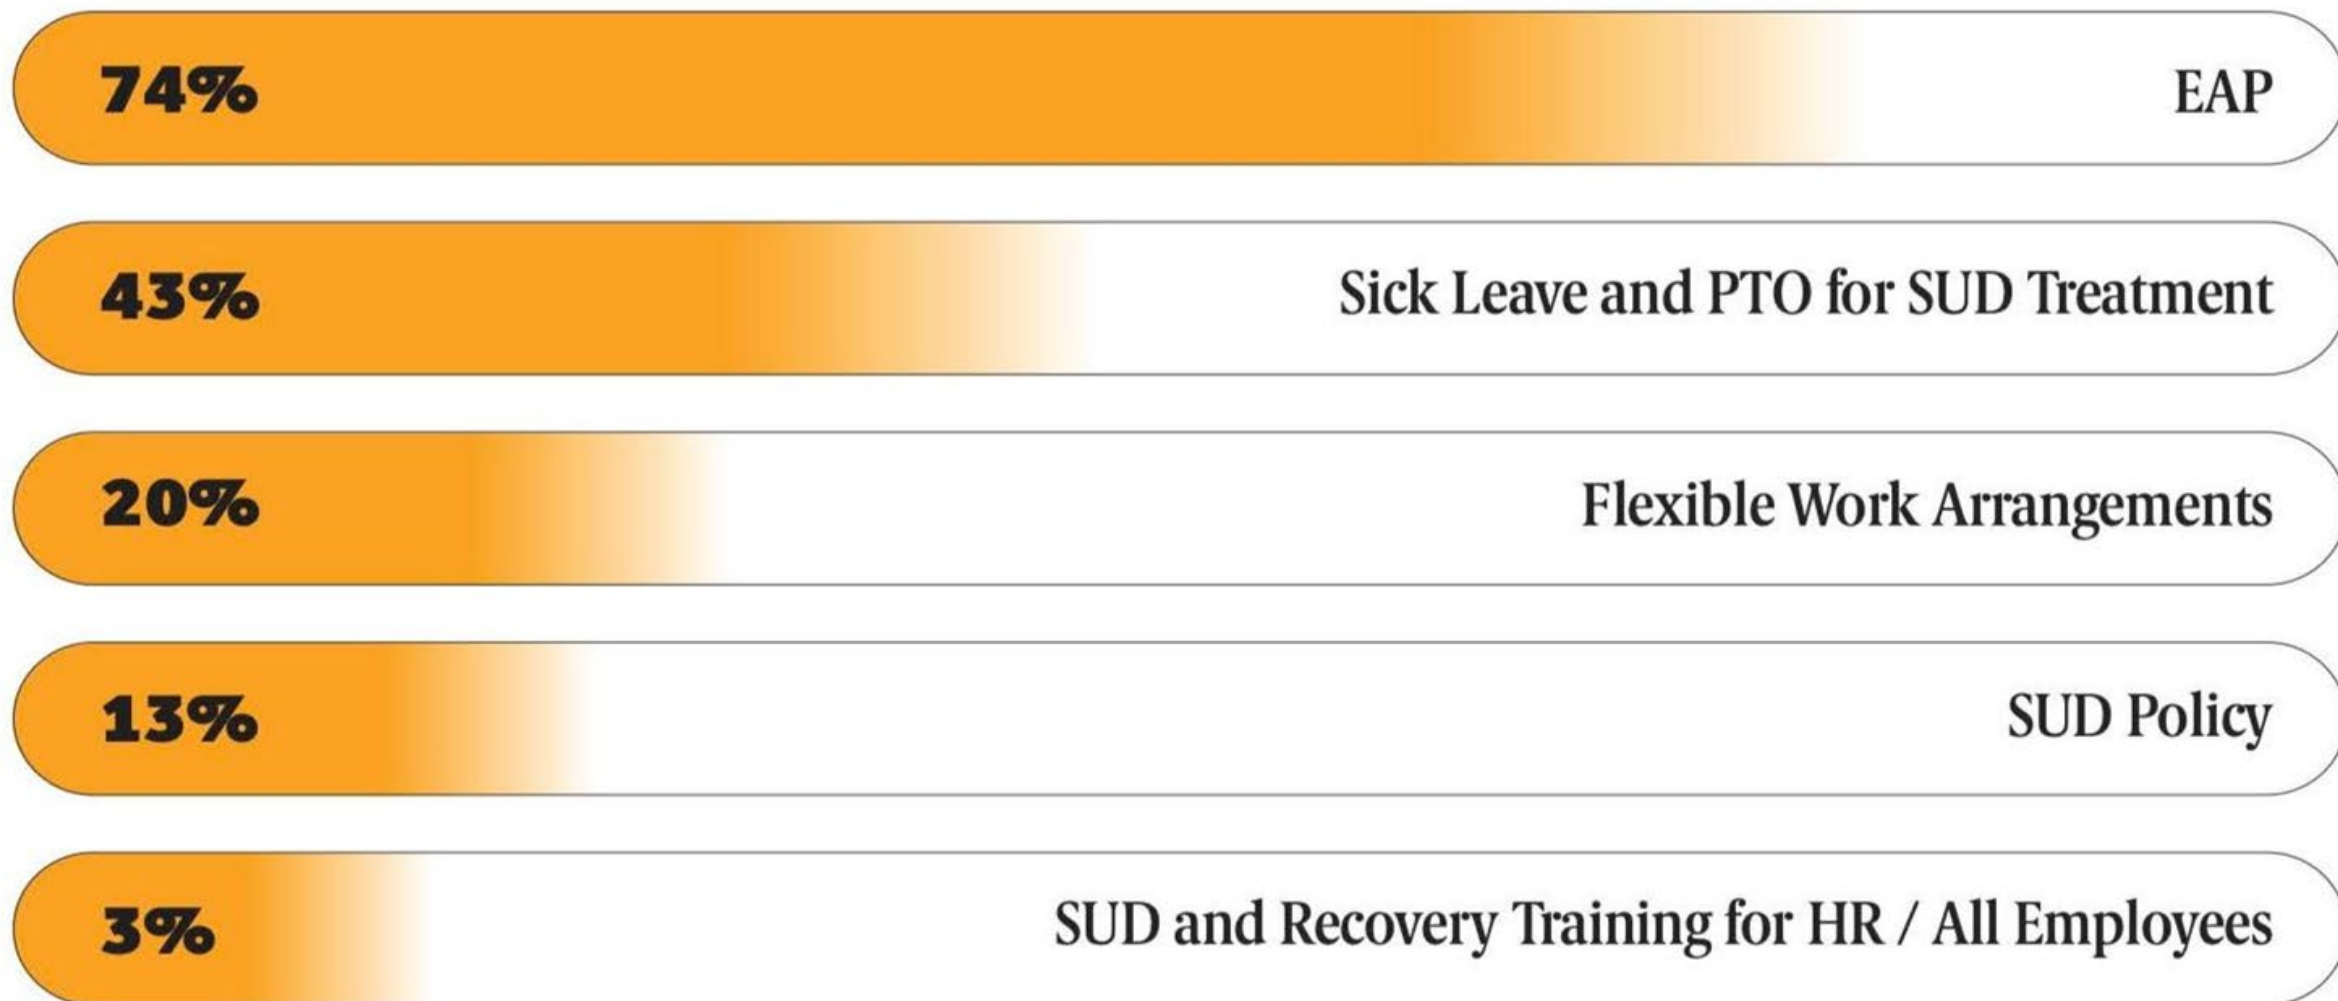 74% EAP
43% Sick Leave and PTO for SUD Treatment
20% Flexible Work Arrangements
13% SUD Policy
3% SUD and Recovery Training for HR / All Employees